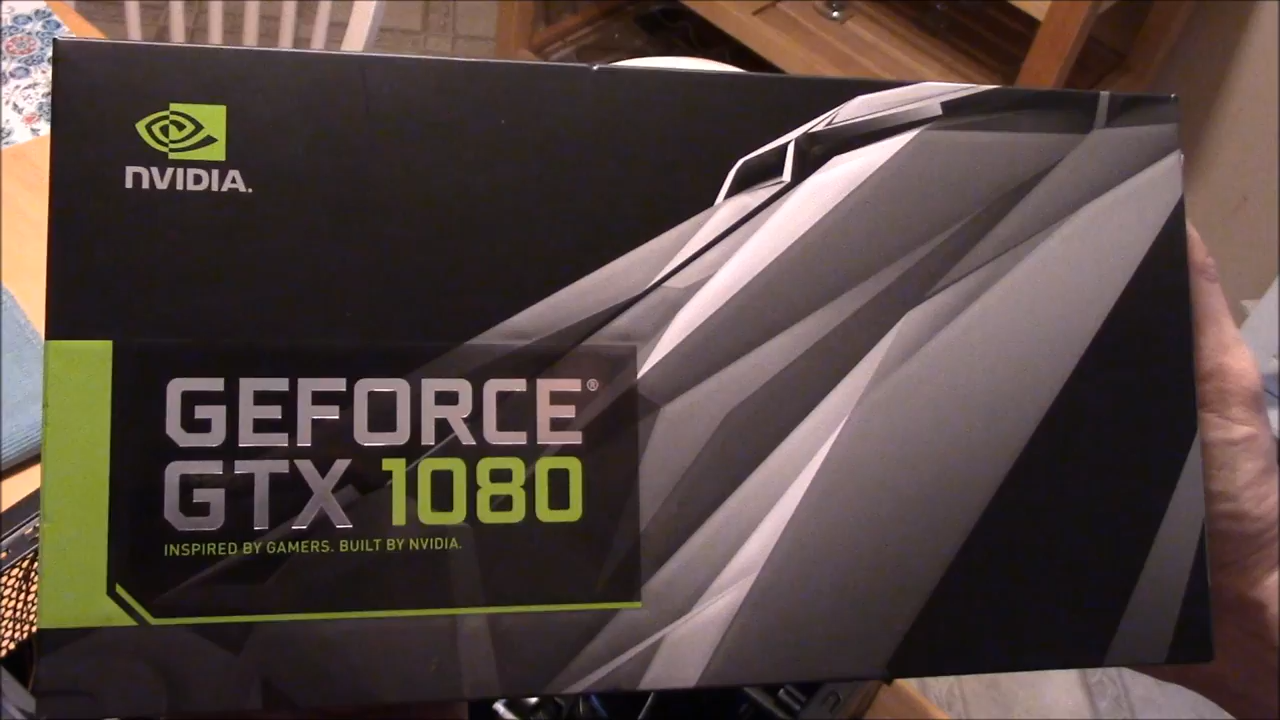 NVIDIA.
GEFORCE®
GTX 1080
INSPIRED BY GAMERS. BUILT BY NVIDIA.